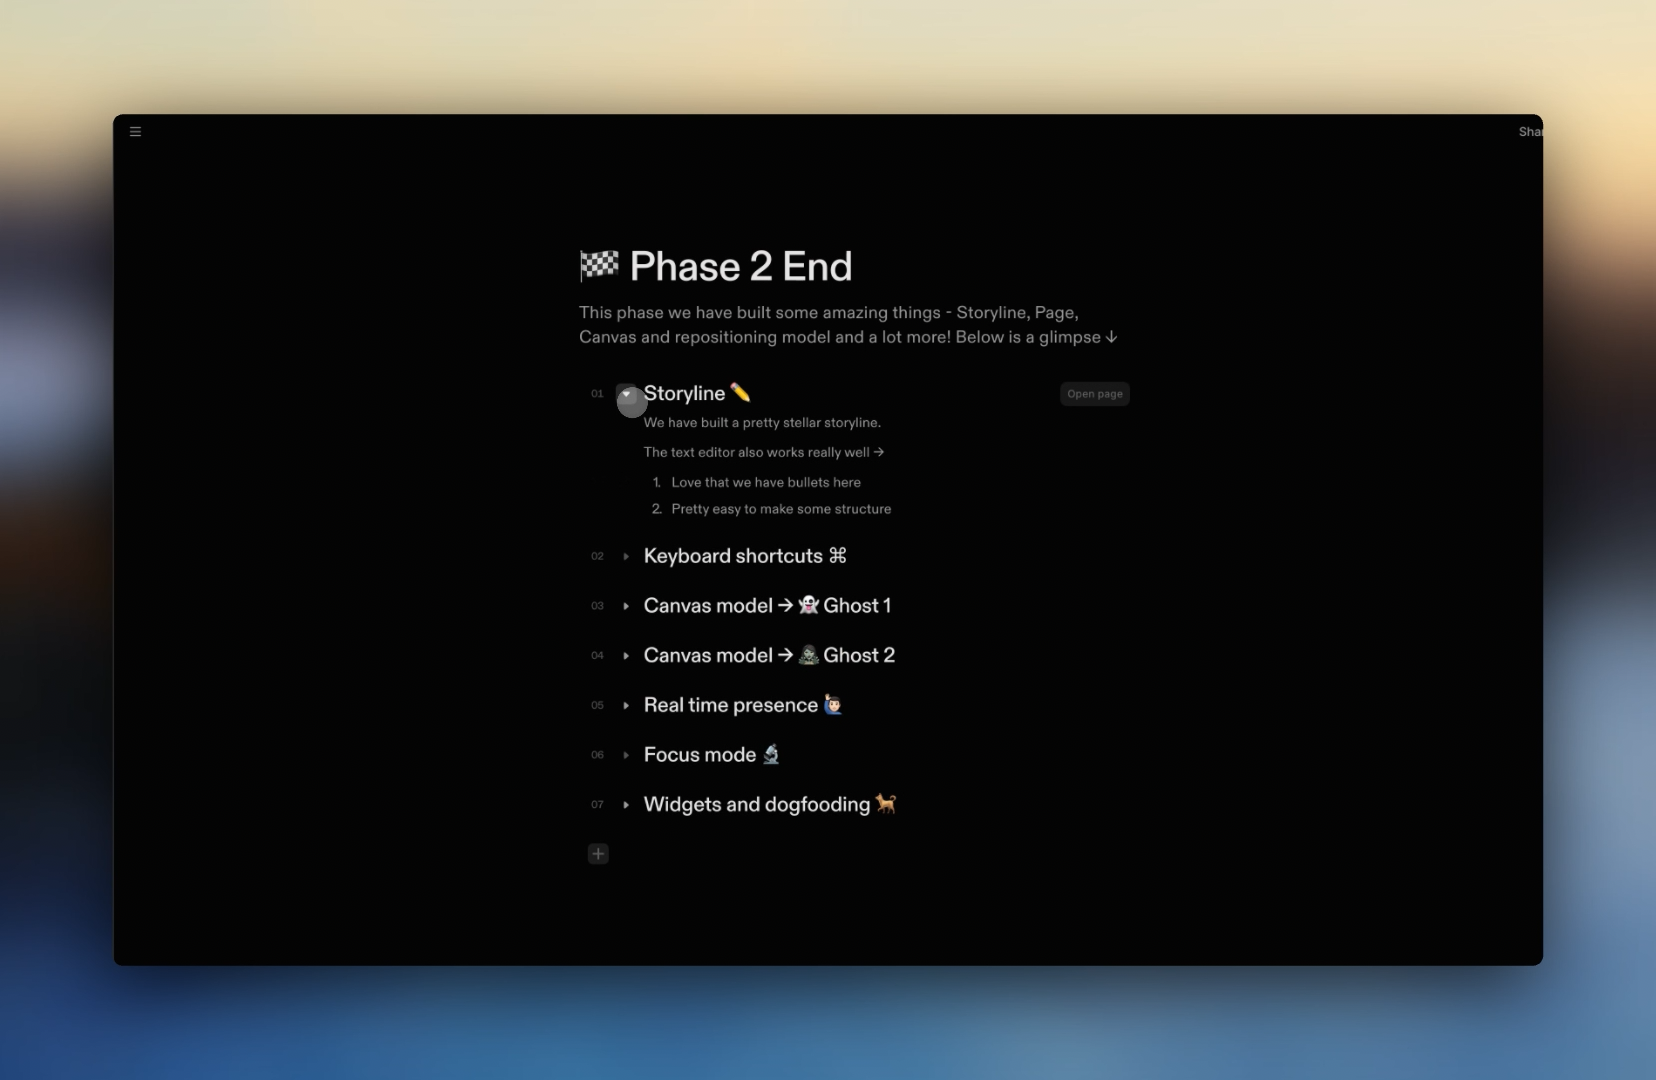 Shar
🏁 Phase 2 End
This phase we have built some amazing things - Storyline, Page,
Canvas and repositioning model and a lot more! Below is a glimpse ↓
01 Storyline ✏️ Open page
We have built a pretty stellar storyline.
The text editor also works really well →
1. Love that we have bullets here
2. Pretty easy to make some structure
02 Keyboard shortcuts ⌘
03 Canvas model → 👻 Ghost 1
04 Canvas model → 🧟 Ghost 2
05 Real time presence 🙋🏻‍♂️
06 Focus mode 🔬
07 Widgets and dogfooding 🐕